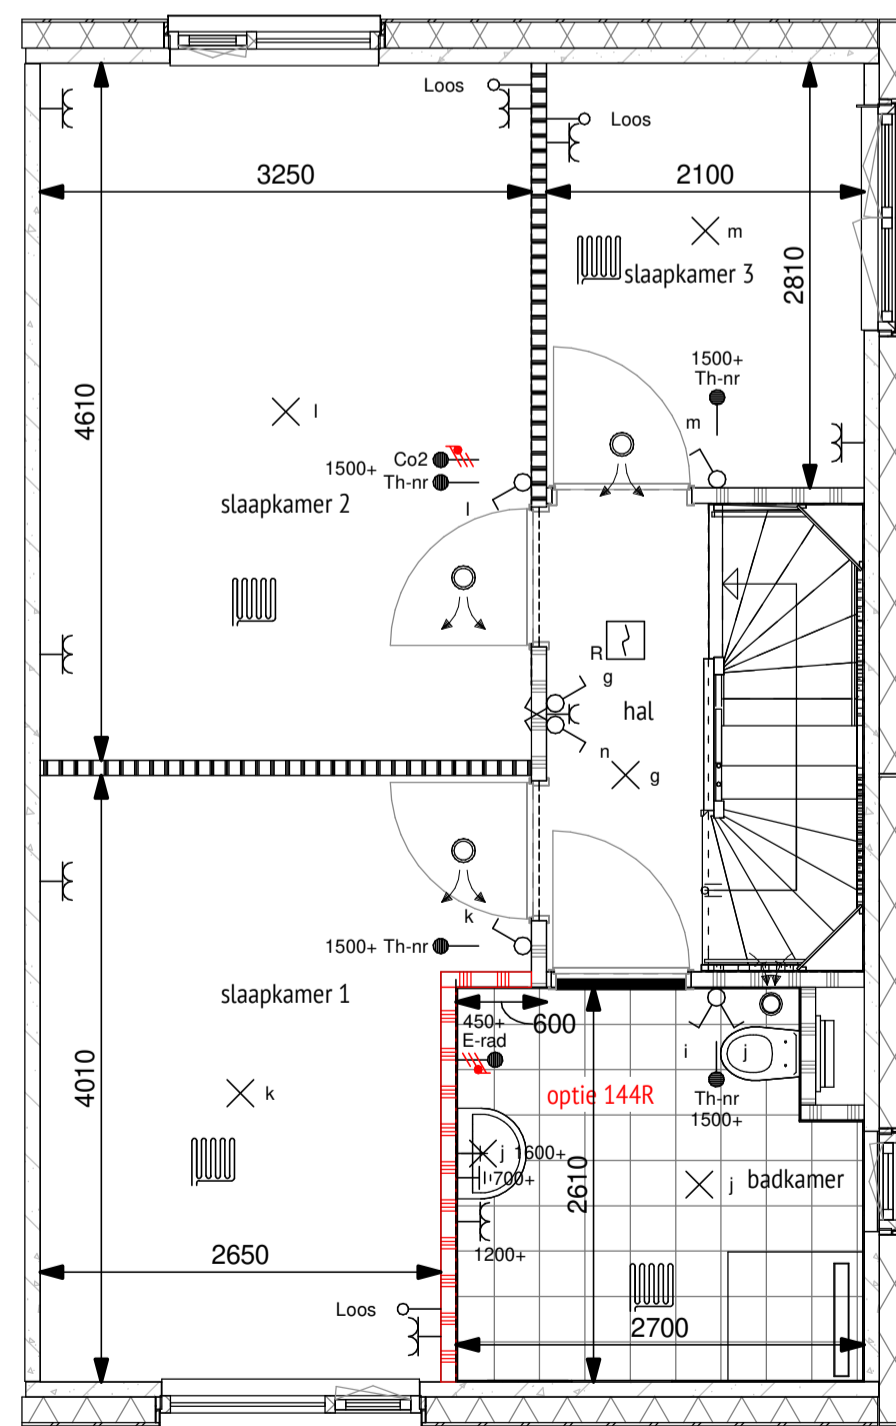 Loos
Loos
3250
2100
m
slaapkamer 3
2810
1500+
Th-nr
m
4610
l
Co2
1500+
Th-nr
slaapkamer 2
l
R
g
hal
n
g
k
1500+ Th-nr
slaapkamer 1
450+
E-rad
600
i
j
4010
k
optie 144R
Th-nr
1500+
j
1600+
700+
2610
j
badkamer
1200+
2650
Loos
2700